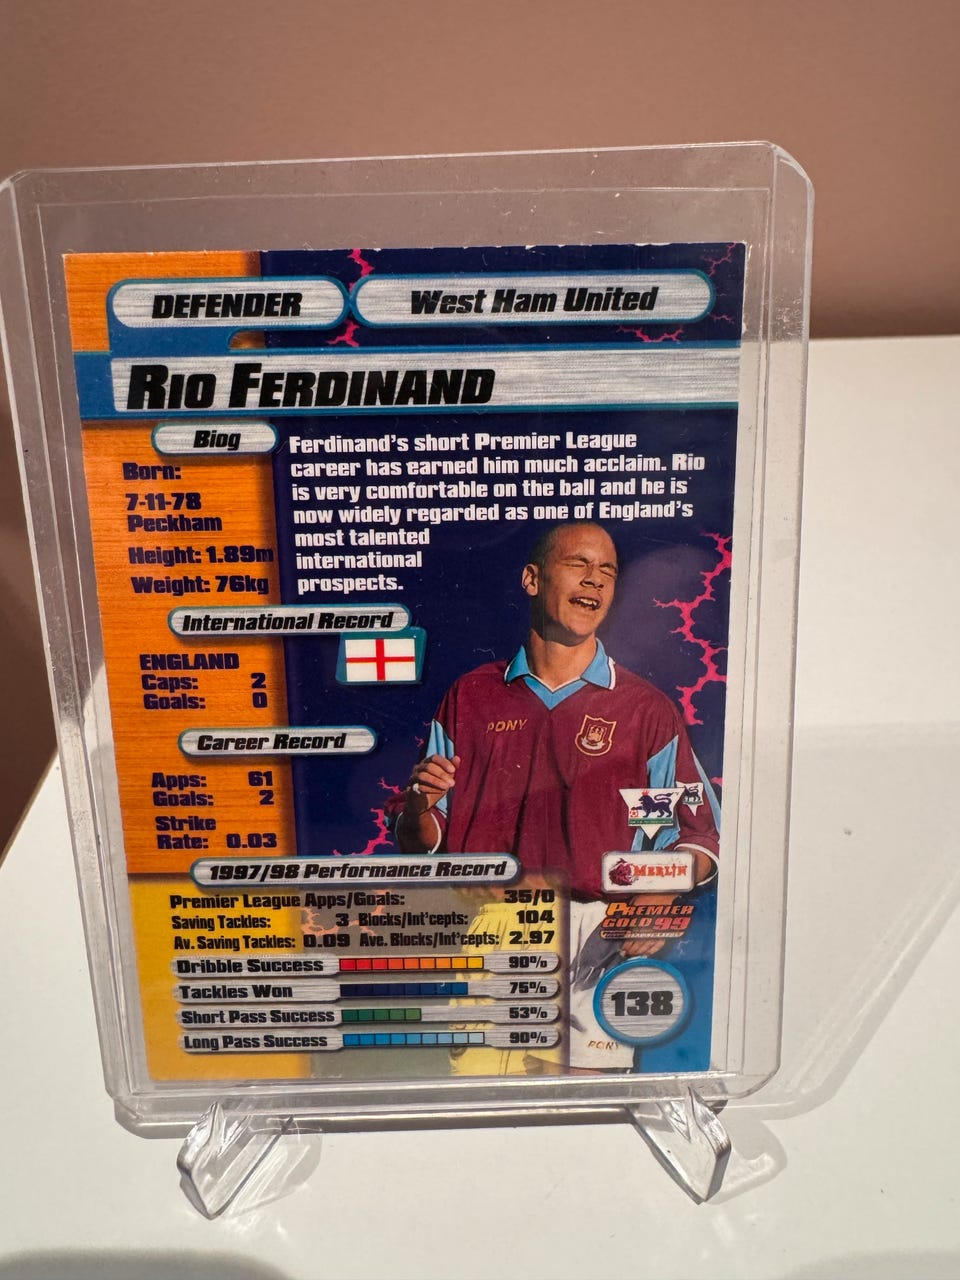 DEFENDER
West Ham United
RIO FERDINAND
Biog
Born:
7-11-78
Peckham
Height: 1.89m
Weight: 76kg
Ferdinand's short Premier League
career has earned him much acclaim. Rio
is very comfortable on the ball and he is
now widely regarded as one of England's
most talented
international
prospects.
International Record
ENGLAND
Caps: 2
Goals: 0
Career Record
Apps: 61
Goals: 2
Strike
Rate: 0.03
PONY
1997/98 Performance Record
Premier League Apps/Goals: 35/0
Saving Tackles: 3 Blocks/Int'cepts: 104
Av. Saving Tackles: 0.09 Ave. Blocks/Int'cepts: 2.97
Dribble Success 90%
Tackles Won 75%
Short Pass Success 53%
Long Pass Success 90%
MERLIN
PREMIER
GOLD 99
138
PONY